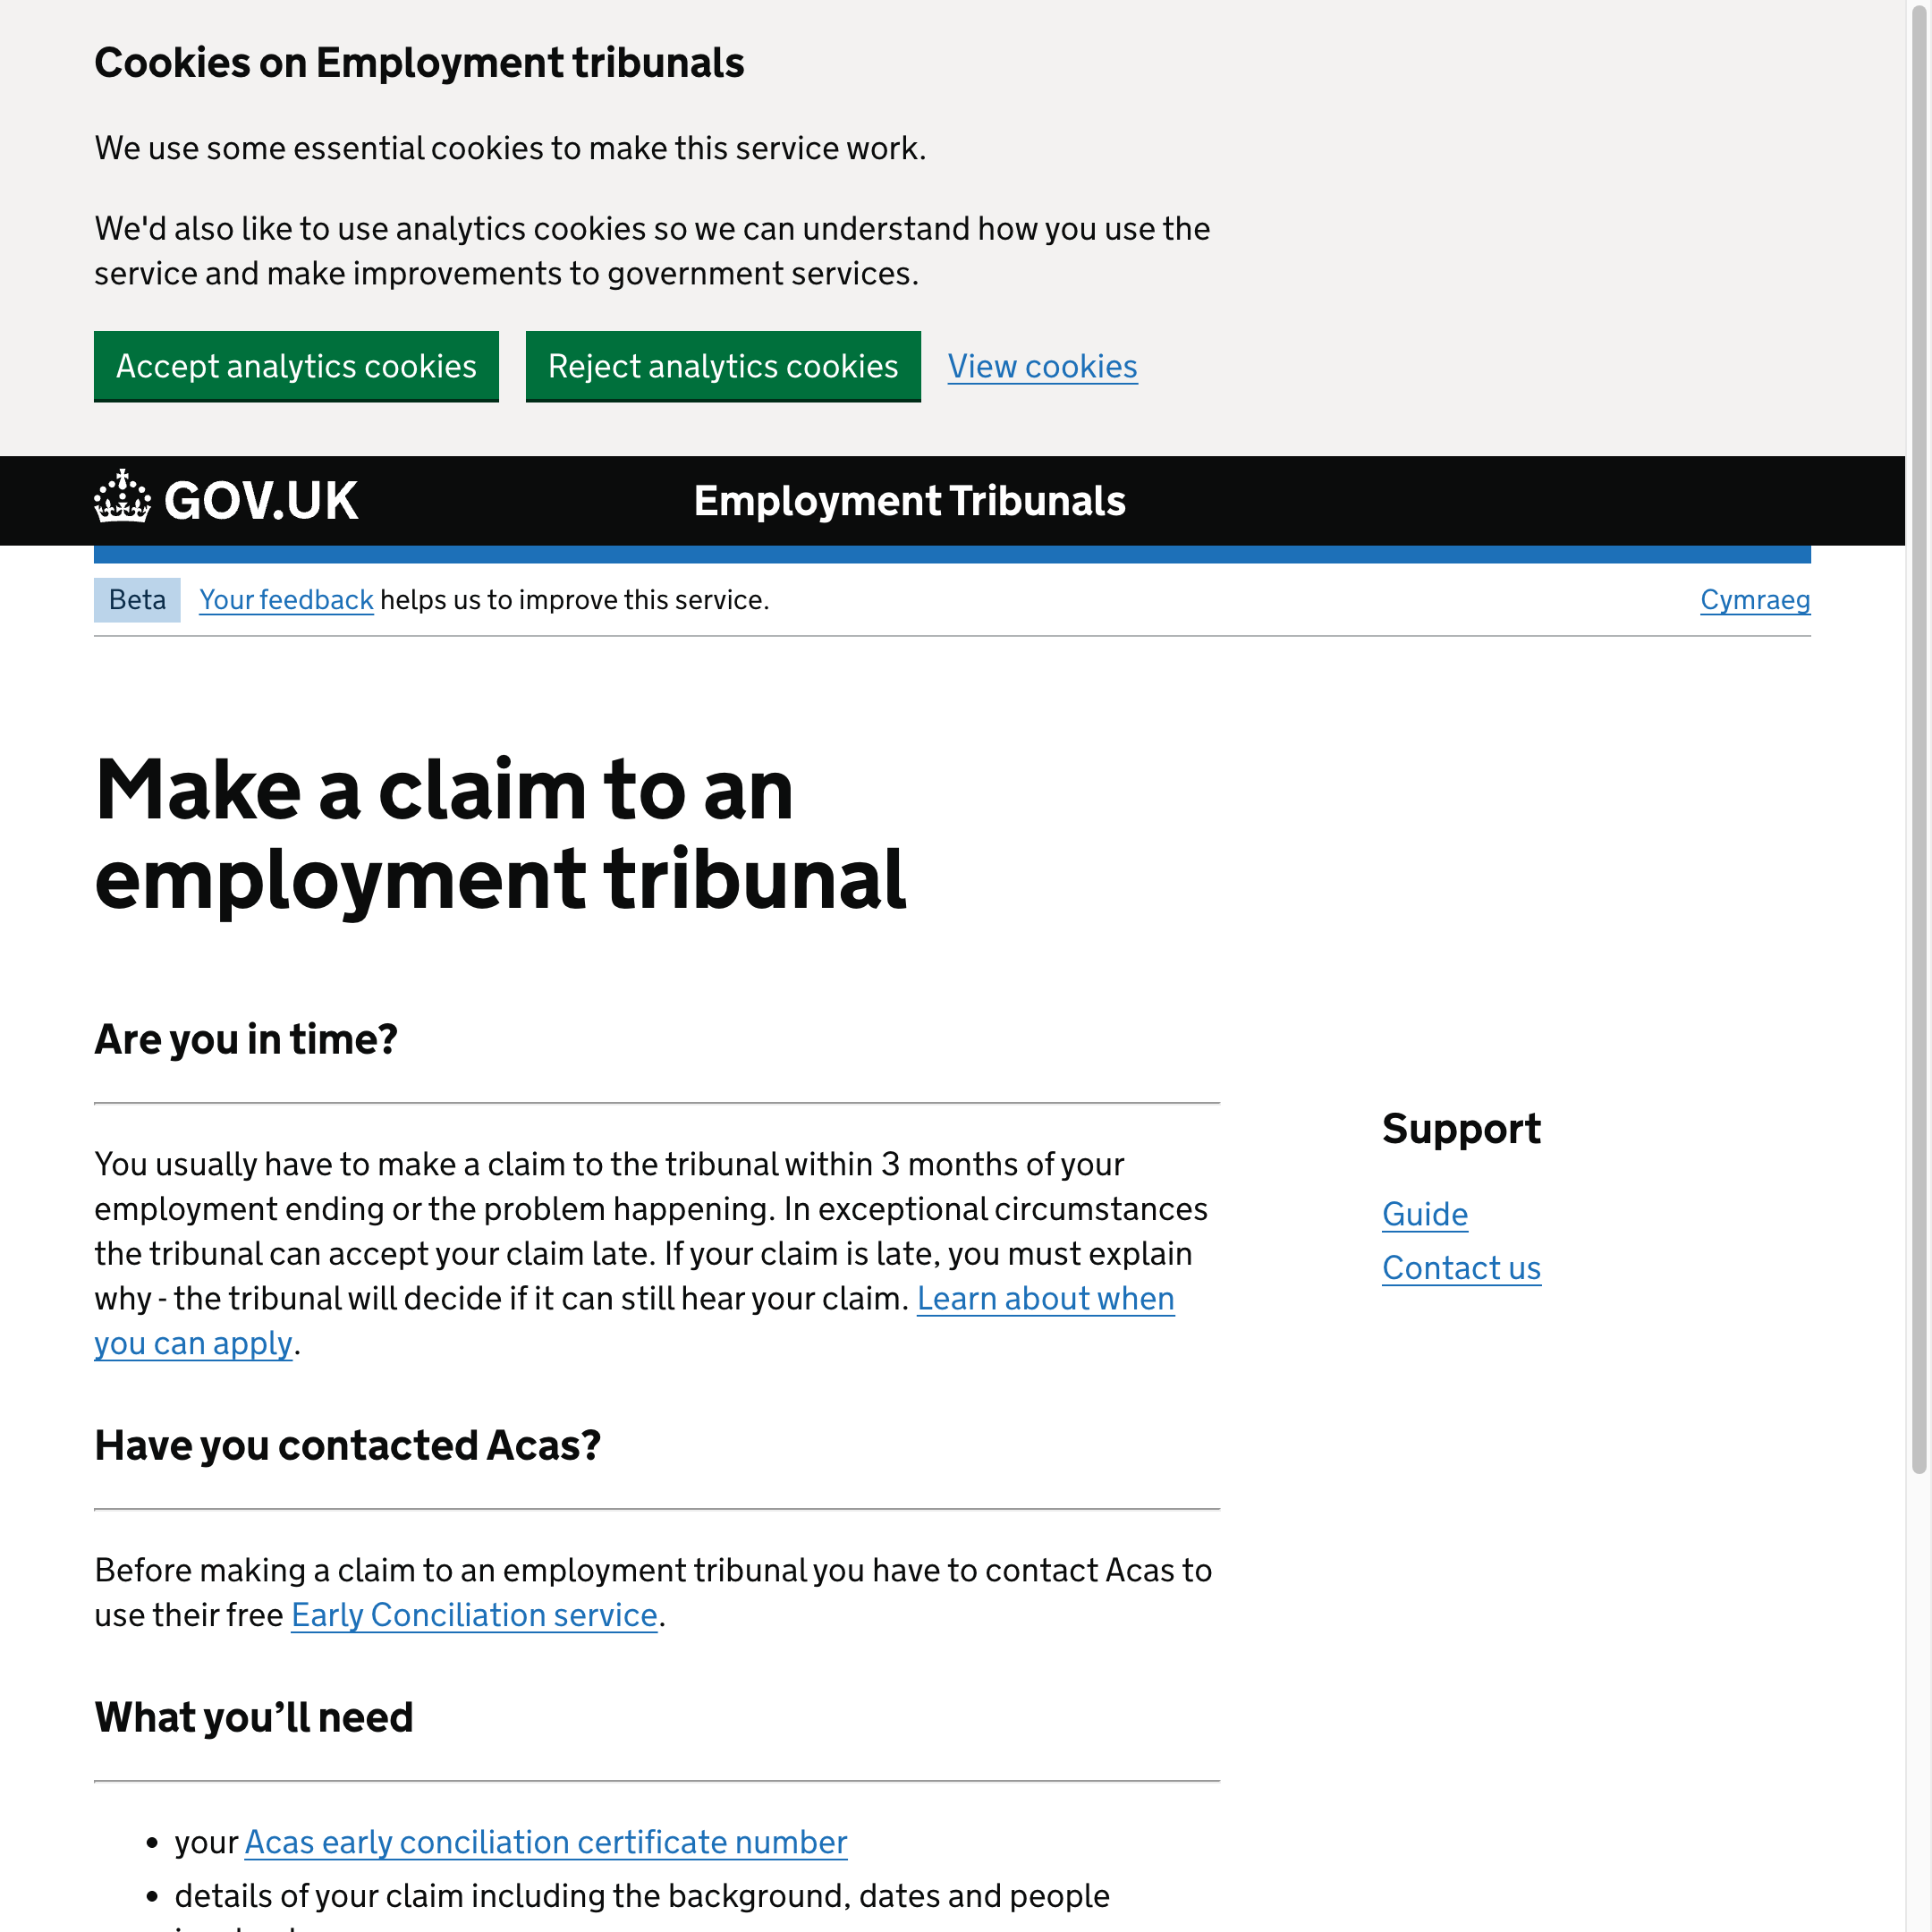 Cookies on Employment tribunals
We use some essential cookies to make this service work.
We'd also like to use analytics cookies so we can understand how you use the
service and make improvements to government services.
Accept analytics cookies
Reject analytics cookies
View cookies
GOV.UK
Employment Tribunals
Beta
Your feedback helps us to improve this service.
Cymraeg
Make a claim to an
employment tribunal
Are you in time?
You usually have to make a claim to the tribunal within 3 months of your
employment ending or the problem happening. In exceptional circumstances
the tribunal can accept your claim late. If your claim is late, you must explain
why - the tribunal will decide if it can still hear your claim. Learn about when
you can apply.
Support
Guide
Contact us
Have you contacted Acas?
Before making a claim to an employment tribunal you have to contact Acas to
use their free Early Conciliation service.
What you’ll need
• your Acas early conciliation certificate number
• details of your claim including the background, dates and people